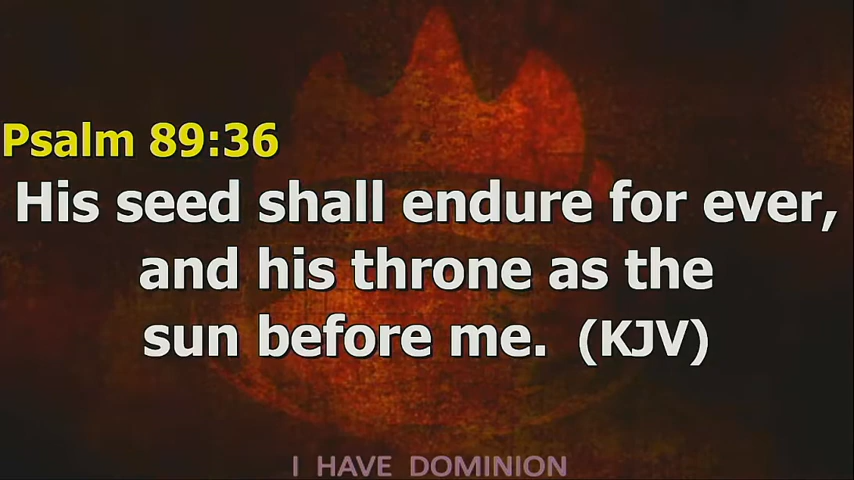 Psalm 89:36
His seed shall endure for ever,
and his throne as the
sun before me. (KJV)
I HAVE DOMINION